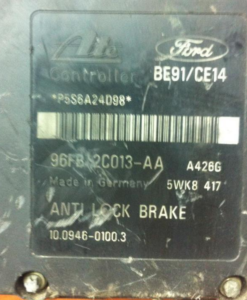 Ate Ford
Controller BE91/CE14
*P5S6A24D98*
96FB-2C013-AA A426G
Made in Germany 5WK8 417
ANTI LOCK BRAKE
10.0946-0100.3